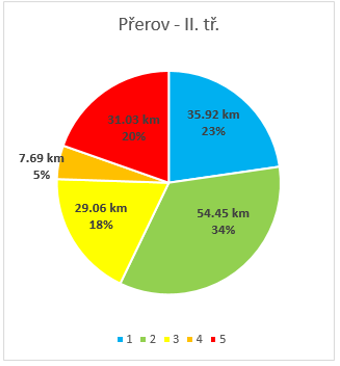 Přerov - II. tř.
35.92 km
23%
54.45 km
34%
29.06 km
18%
7.69 km
5%
31.03 km
20%
1 2 3 4 5